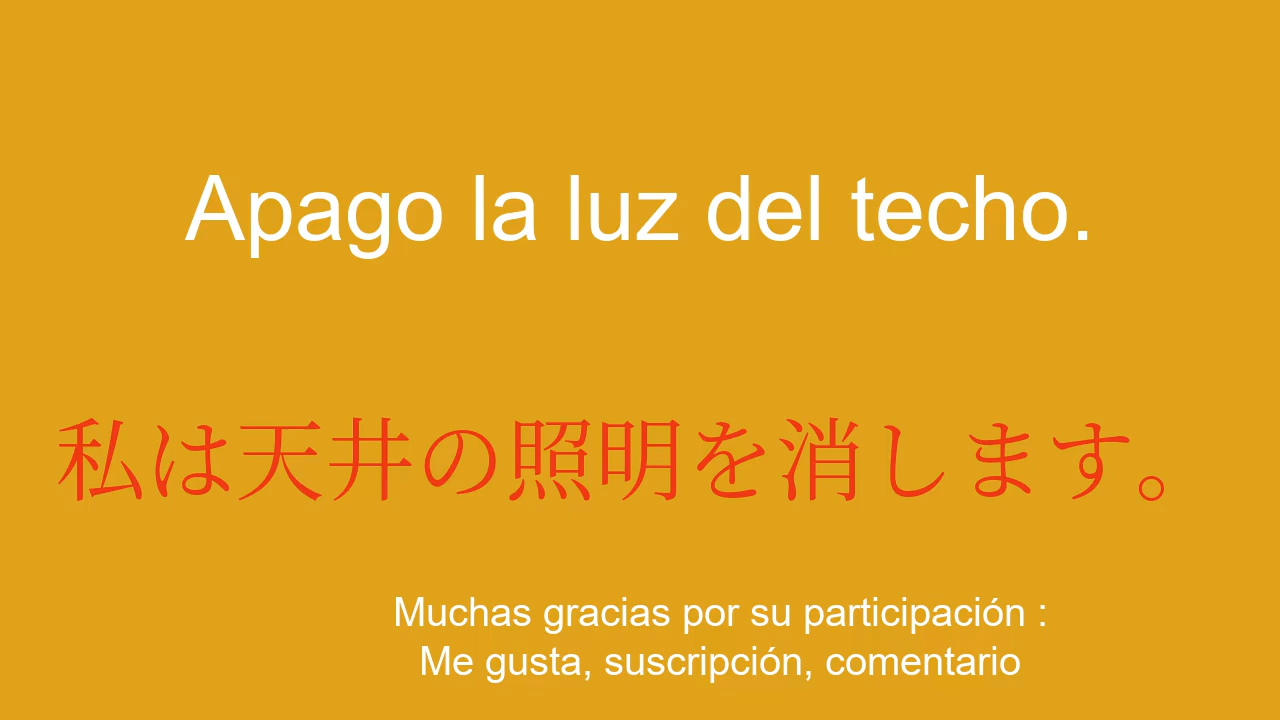 Apago la luz del techo.
私は天井の照明を消します。
Muchas gracias por su participación :
Me gusta, suscripción, comentario